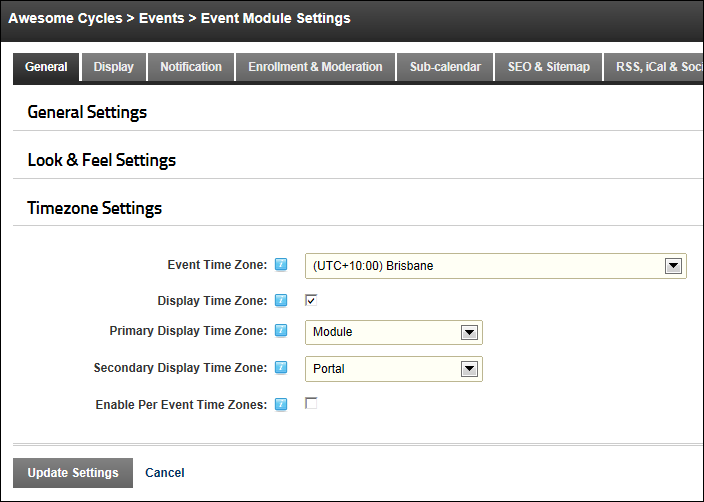 Awesome Cycles > Events > Event Module Settings
General Display Notification Enrollment & Moderation Sub-calendar SEO & Sitemap RSS, iCal & Soci
General Settings
Look & Feel Settings
Timezone Settings
Event Time Zone: (UTC+10:00) Brisbane
Display Time Zone:
Primary Display Time Zone: Module
Secondary Display Time Zone: Portal
Enable Per Event Time Zones:
Update Settings Cancel